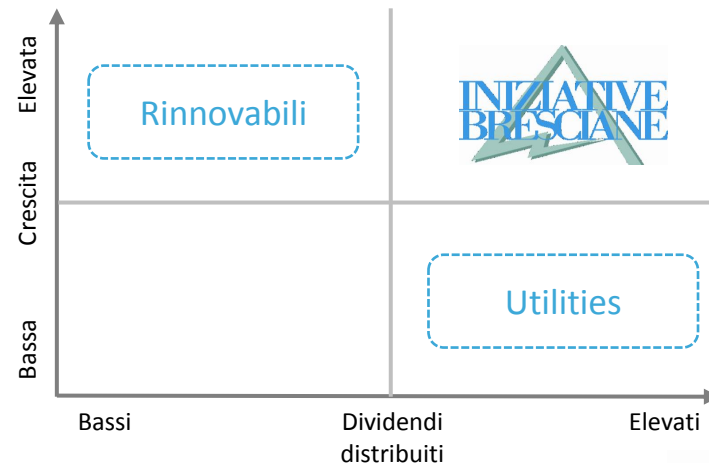 Elevata
Crescita
Bassa
Rinnovabili
INIZIATIVE
BRESCIANE
Utilities
Bassi
Dividendi
distribuiti
Elevati